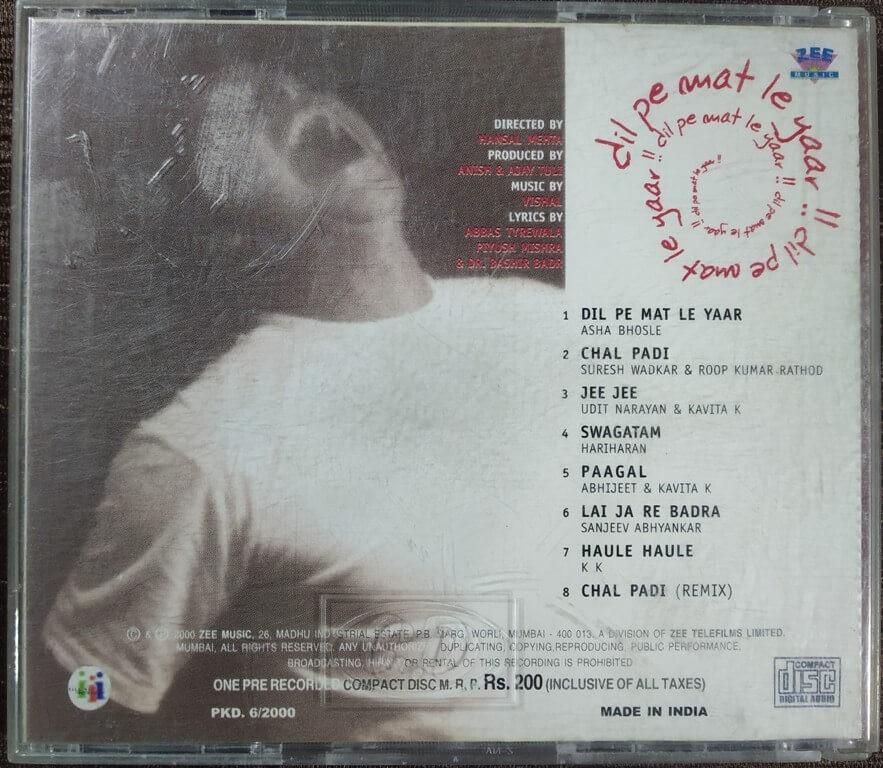 DIRECTED BY
HANSAL MEHTA
PRODUCED BY
ANISH & AJAY TULI
MUSIC BY
VISHAL
LYRICS BY
ABBAS TYREWALA
PIYUSH MISHRA
& DR. BASHIR BADR
ZEE
MUSIC
dil pe mat le yaar !! dil pe mat le yaar !! dil pe mat le yaar !! dil pe mat le yaar !! dil pe mat le yaar !!
1 DIL PE MAT LE YAAR
ASHA BHOSLE
2 CHAL PADI
SURESH WADKAR & ROOP KUMAR RATHOD
3 JEE JEE
UDIT NARAYAN & KAVITA K
4 SWAGATAM
HARIHARAN
5 PAAGAL
ABHIJEET & KAVITA K
6 LAI JA RE BADRA
SANJEEV ABHYANKAR
7 HAULE HAULE
K K
8 CHAL PADI (REMIX)
© & ℗ 2000 ZEE MUSIC, 26, MADHU INDUSTRIAL ESTATE, P.B. MARG, WORLI, MUMBAI - 400 013. A DIVISION OF ZEE TELEFILMS LIMITED.
MUMBAI, ALL RIGHTS RESERVED. ANY UNAUTHORIZED DUPLICATING, COPYING, REPRODUCING, PUBLIC PERFORMANCE,
BROADCASTING, HIRING OR RENTAL OF THIS RECORDING IS PROHIBITED
ONE PRE RECORDED COMPACT DISC M. R. P. Rs. 200 (INCLUSIVE OF ALL TAXES)
PKD. 6/2000
MADE IN INDIA
COMPACT
disc
DIGITAL AUDIO